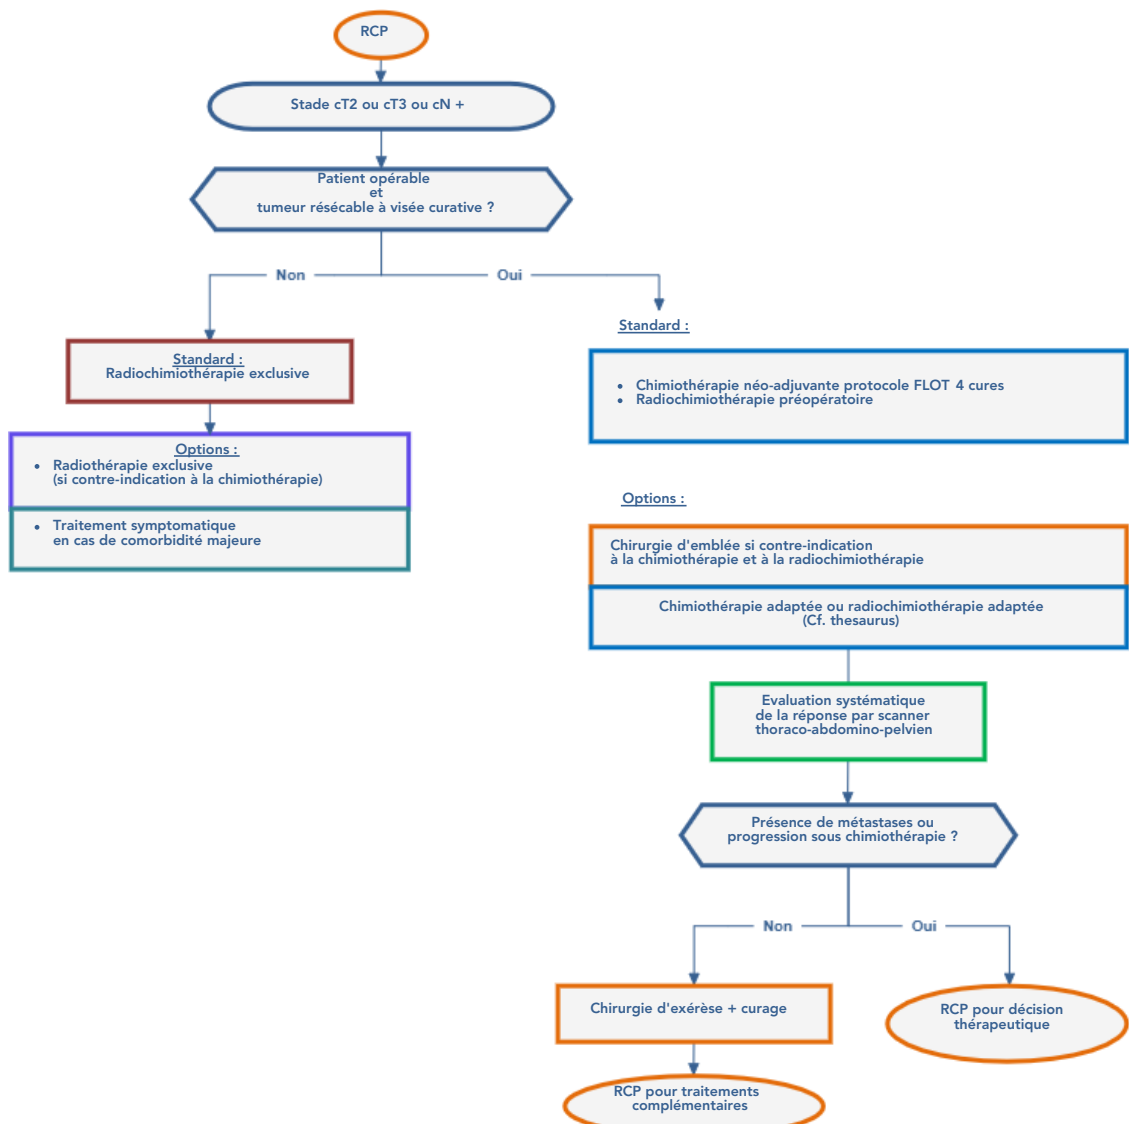 RCP
Stade cT2 ou cT3 ou cN +
Patient opérable
et
tumeur résécable à visée curative ?
Non
Oui
Standard :
Radiochimiothérapie exclusive
Options :
• Radiothérapie exclusive
(si contre-indication à la chimiothérapie)
• Traitement symptomatique
en cas de comorbidité majeure
Standard :
• Chimiothérapie néo-adjuvante protocole FLOT 4 cures
• Radiochimiothérapie préopératoire
Options :
Chirurgie d'emblée si contre-indication
à la chimiothérapie et à la radiochimiothérapie
Chimiothérapie adaptée ou radiochimiothérapie adaptée
(Cf. thesaurus)
Evaluation systématique
de la réponse par scanner
thoraco-abdomino-pelvien
Présence de métastases ou
progression sous chimiothérapie ?
Non
Oui
Chirurgie d'exérèse + curage
RCP pour décision
thérapeutique
RCP pour traitements
complémentaires